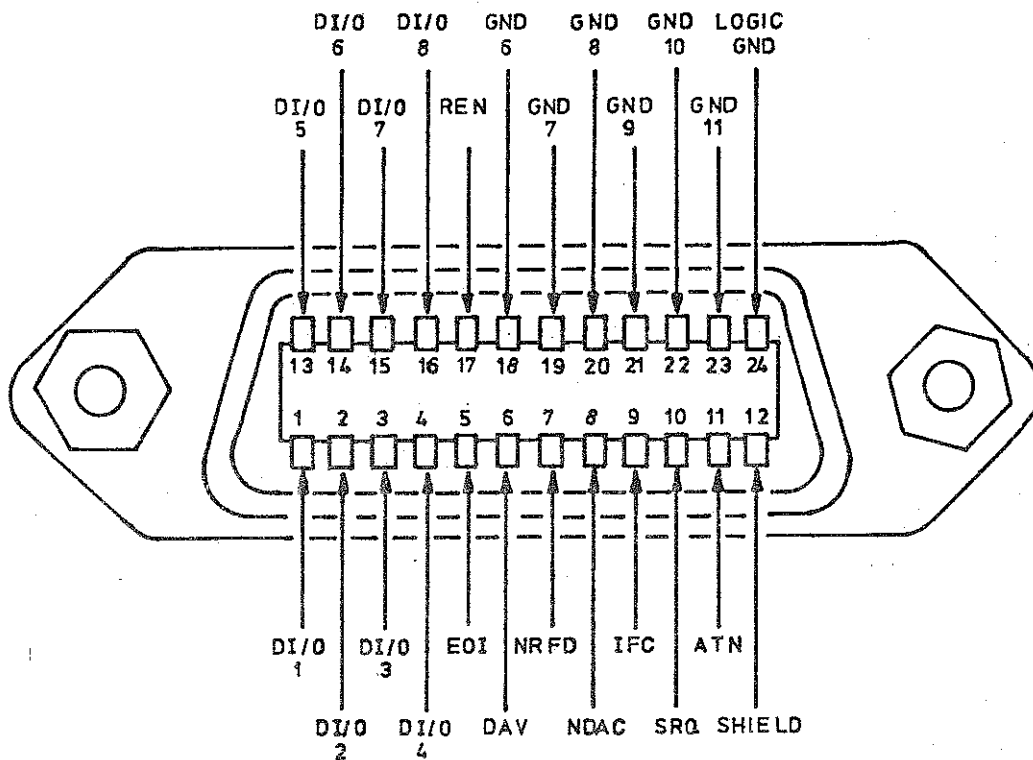 DI/O DI/O GND GND GND LOGIC
6 8 6 8 10 GND
DI/O DI/O REN GND GND GND
5 7 7 9 11
13 14 15 16 17 18 19 20 21 22 23 24
1 2 3 4 5 6 7 8 9 10 11 12
DI/O DI/O EOI NRFD IFC ATN
1 3
DI/O DI/O DAV NDAC SRQ SHIELD
2 4